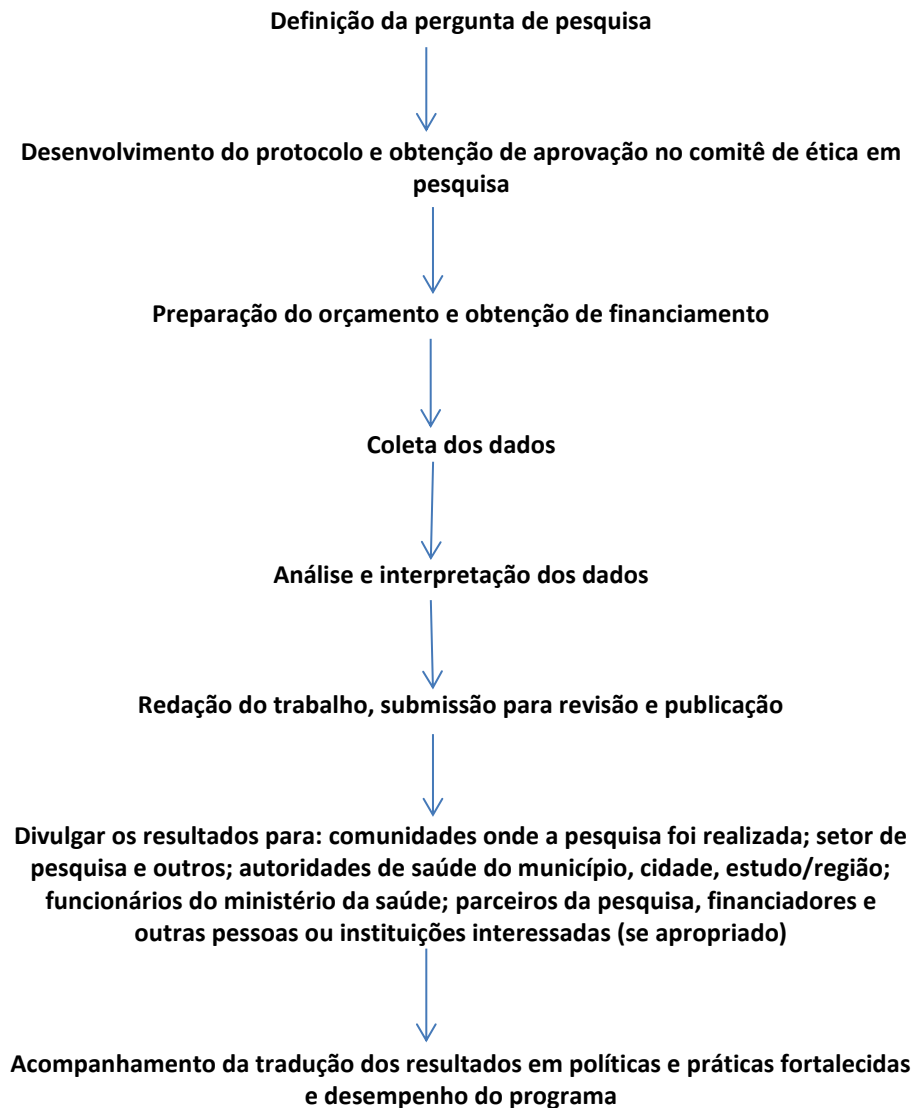 Definição da pergunta de pesquisa
Desenvolvimento do protocolo e obtenção de aprovação no comitê de ética em
pesquisa
Preparação do orçamento e obtenção de financiamento
Coleta dos dados
Análise e interpretação dos dados
Redação do trabalho, submissão para revisão e publicação
Divulgar os resultados para: comunidades onde a pesquisa foi realizada; setor de
pesquisa e outros; autoridades de saúde do município, cidade, estudo/região;
funcionários do ministério da saúde; parceiros da pesquisa, financiadores e
outras pessoas ou instituições interessadas (se apropriado)
Acompanhamento da tradução dos resultados em políticas e práticas fortalecidas
e desempenho do programa